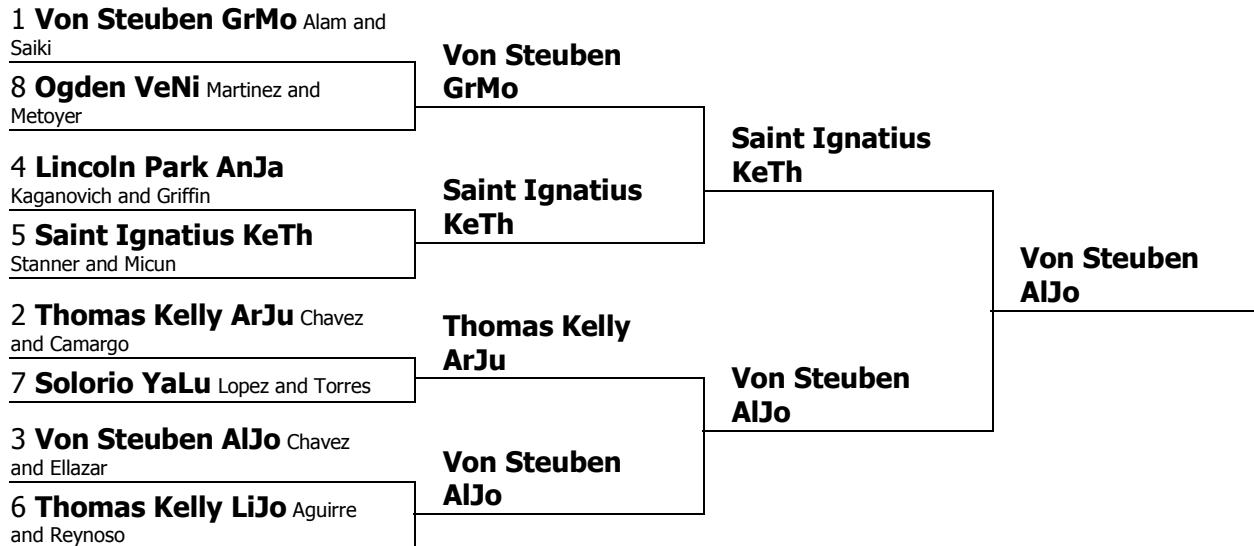 1 Von Steuben GrMo Alam and
Saiki
8 Ogden VeNi Martinez and
Metoyer
4 Lincoln Park AnJa
Kaganovich and Griffin
5 Saint Ignatius KeTh
Stanner and Micun
2 Thomas Kelly ArJu Chavez
and Camargo
7 Solorio YaLu Lopez and Torres
3 Von Steuben AlJo Chavez
and Ellazar
6 Thomas Kelly LiJo Aguirre
and Reynoso
Von Steuben
GrMo
Saint Ignatius
KeTh
Thomas Kelly
ArJu
Von Steuben
AlJo
Saint Ignatius
KeTh
Von Steuben
AlJo
Von Steuben
AlJo